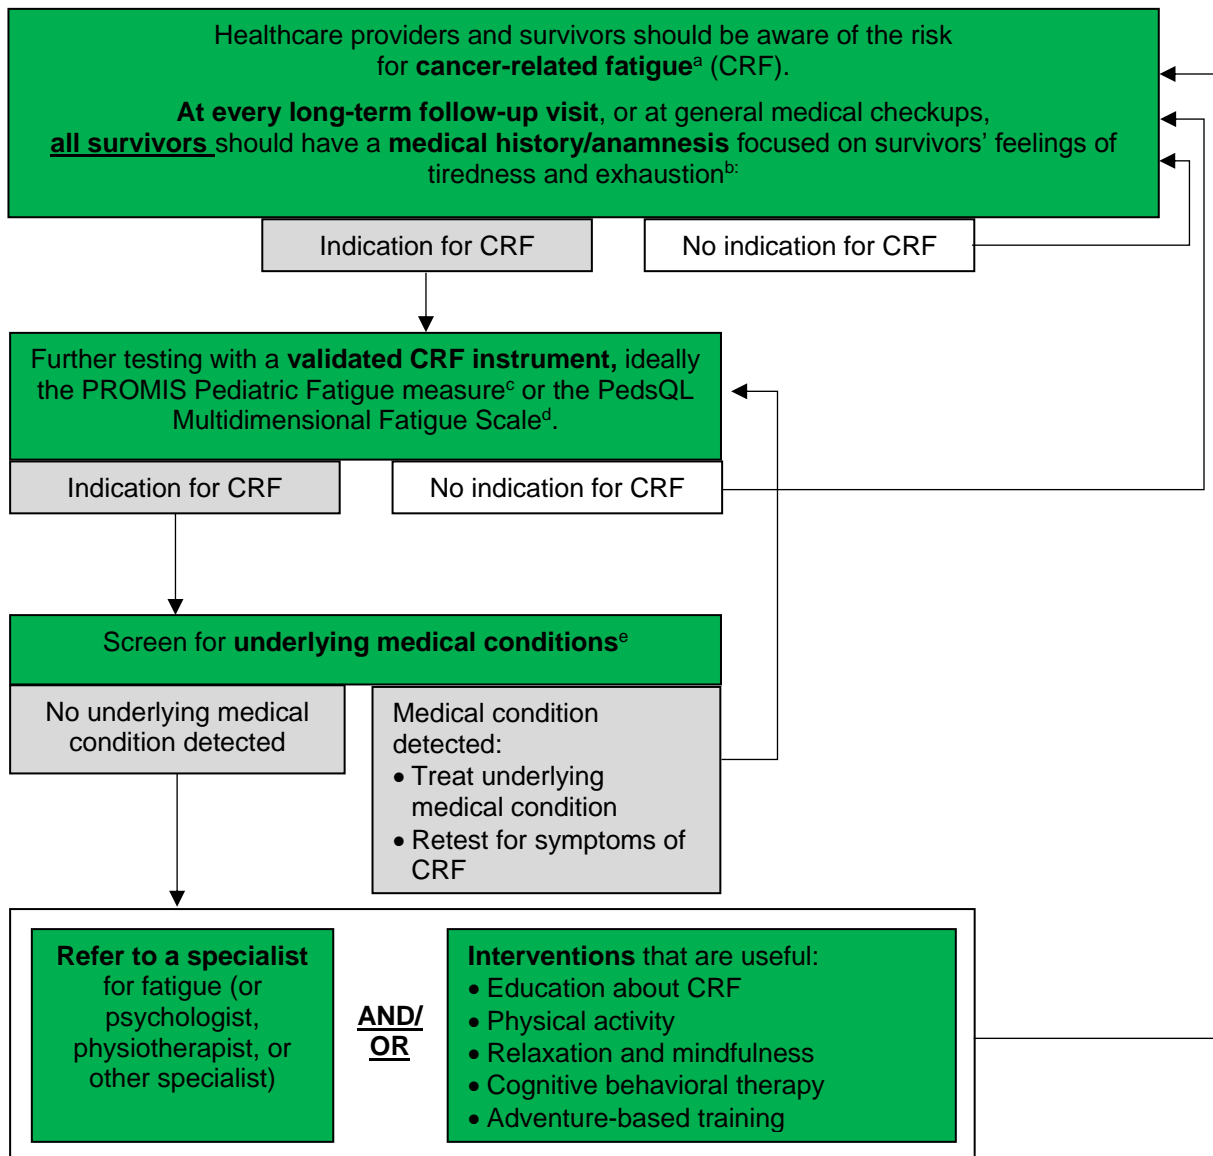 Healthcare providers and survivors should be aware of the risk
for cancer-related fatigueᵃ (CRF).
At every long-term follow-up visit, or at general medical checkups,
all survivors should have a medical history/anamnesis focused on survivors’ feelings of
tiredness and exhaustionᵇ:
Indication for CRF
No indication for CRF
Further testing with a validated CRF instrument, ideally
the PROMIS Pediatric Fatigue measureᶜ or the PedsQL
Multidimensional Fatigue Scaleᵈ.
Indication for CRF
No indication for CRF
Screen for underlying medical conditionsᵉ
No underlying medical
condition detected
Medical condition
detected:
• Treat underlying
medical condition
• Retest for symptoms of
CRF
Refer to a specialist
for fatigue (or
psychologist,
physiotherapist, or
other specialist)
AND/
OR
Interventions that are useful:
• Education about CRF
• Physical activity
• Relaxation and mindfulness
• Cognitive behavioral therapy
• Adventure-based training